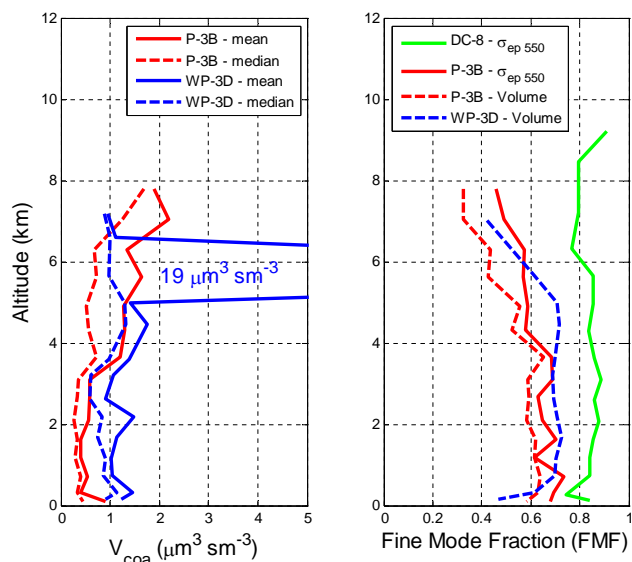 P-3B - mean
P-3B - median
WP-3D - mean
WP-3D - median
DC-8 - σep 550
P-3B - σep 550
P-3B - Volume
WP-3D - Volume
12
10
8
6
4
2
0
Altitude (km)
19 μm³ sm⁻³
0 1 2 3 4 5
Vcoa (μm³ sm⁻³)
12
10
8
6
4
2
0
0 0.2 0.4 0.6 0.8 1
Fine Mode Fraction (FMF)